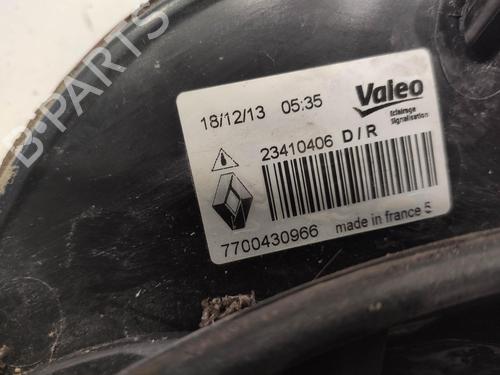 B-PARTS
18/12/13 05:35
Valeo
Eclairage
Signalisation
23410406 D/R
7700430966 made in france 5